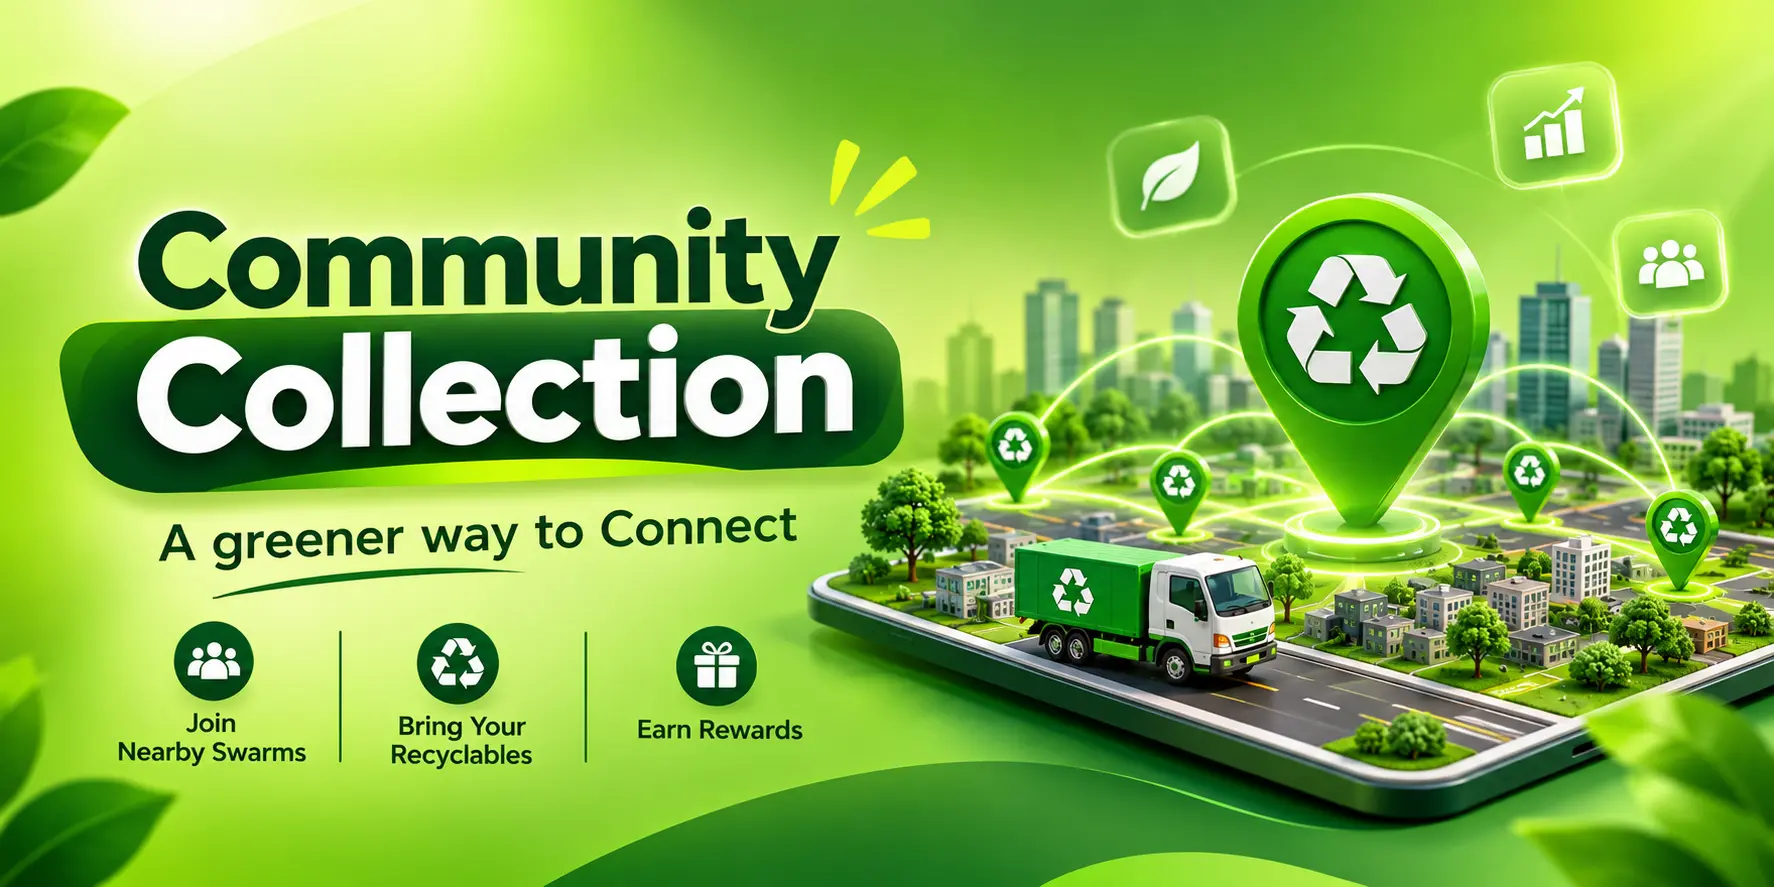 Community
Collection
A greener way to Connect
Join
Nearby Swarms
Bring Your
Recyclables
Earn Rewards